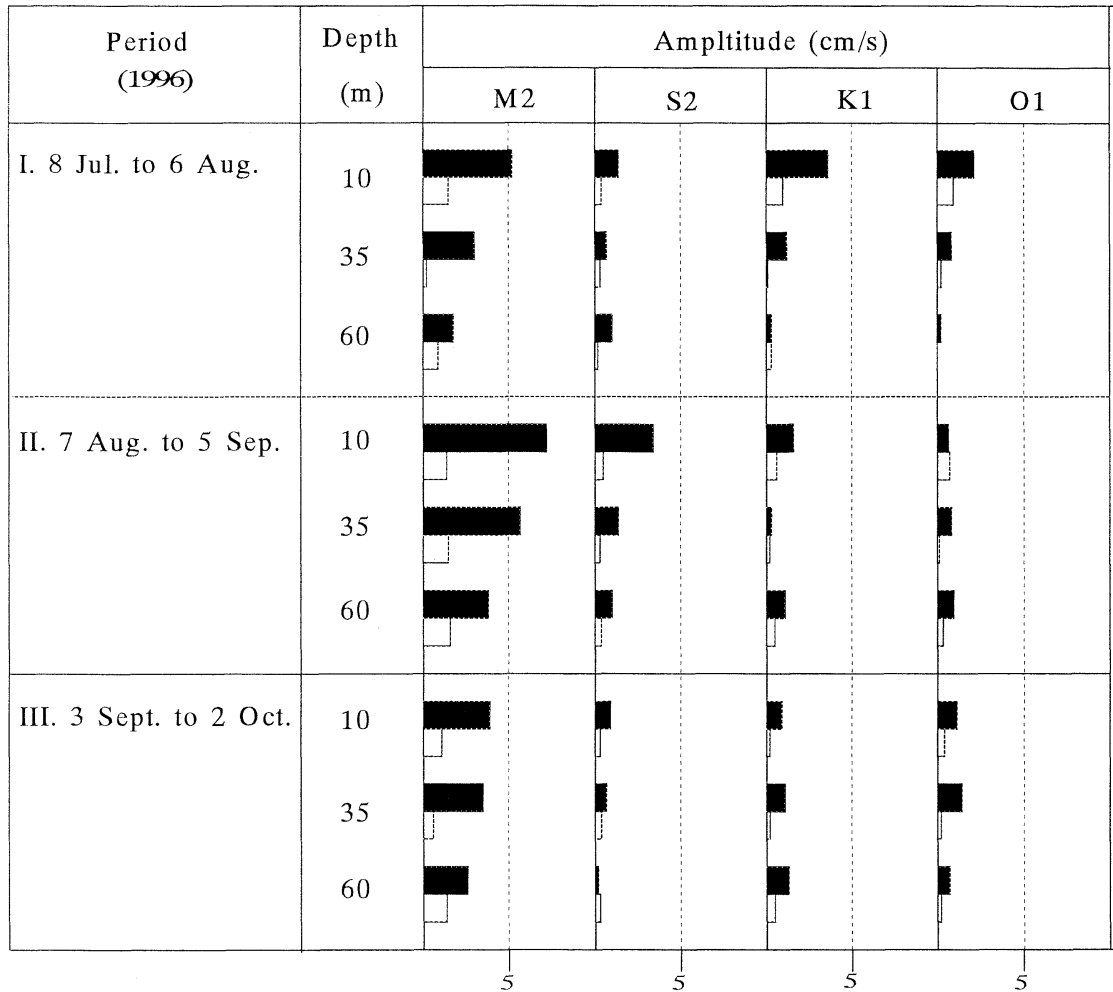 Period
(1996)
Depth
(m)
Ampltitude (cm/s)
M2 S2 K1 O1
I. 8 Jul. to 6 Aug.
10
35
60
II. 7 Aug. to 5 Sep.
10
35
60
III. 3 Sept. to 2 Oct.
10
35
60
5 5 5 5